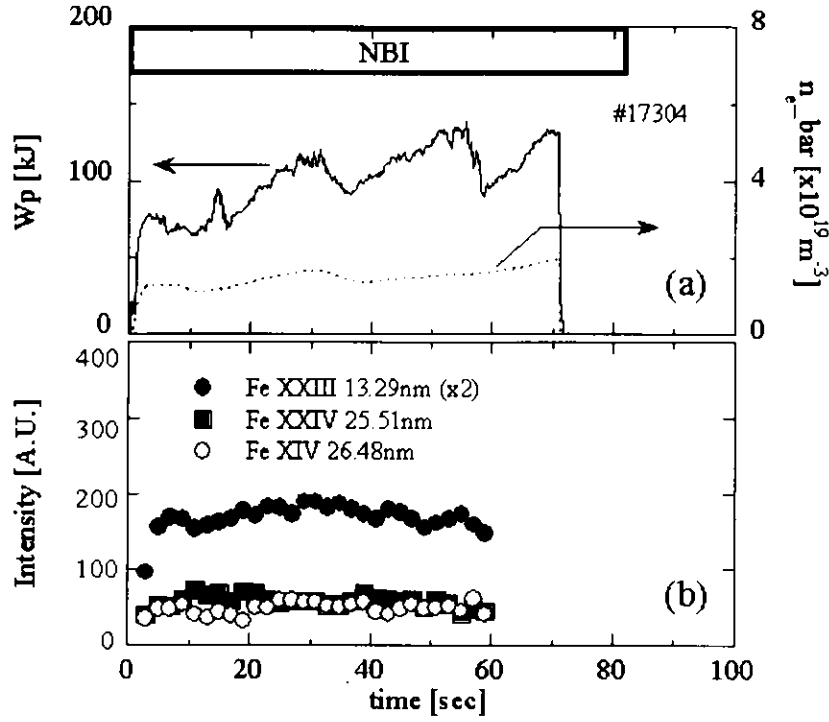 200
8
NBI
#17304
Wp [kJ]
100
4
n_e_bar [x10^19 m^-3]
0
0
(a)
400
Fe XXIII 13.29nm (x2)
Fe XXIV 25.51nm
Fe XIV 26.48nm
300
Intensity [A.U.]
200
100
(b)
0
0 20 40 60 80 100
time [sec]